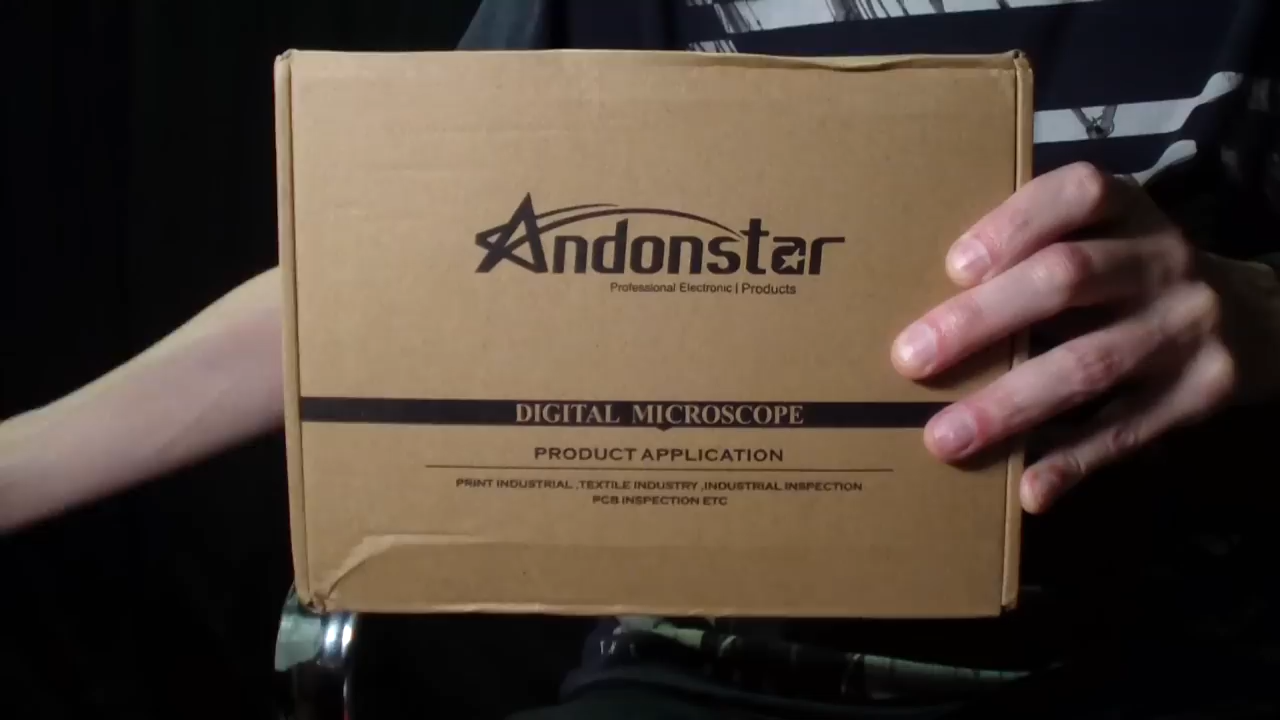 Andonstar
Professional Electronic | Products
DIGITAL MICROSCOPE
PRODUCT APPLICATION
PRINT INDUSTRIAL ,TEXTILE INDUSTRY ,INDUSTRIAL INSPECTION
PCB INSPECTION ETC